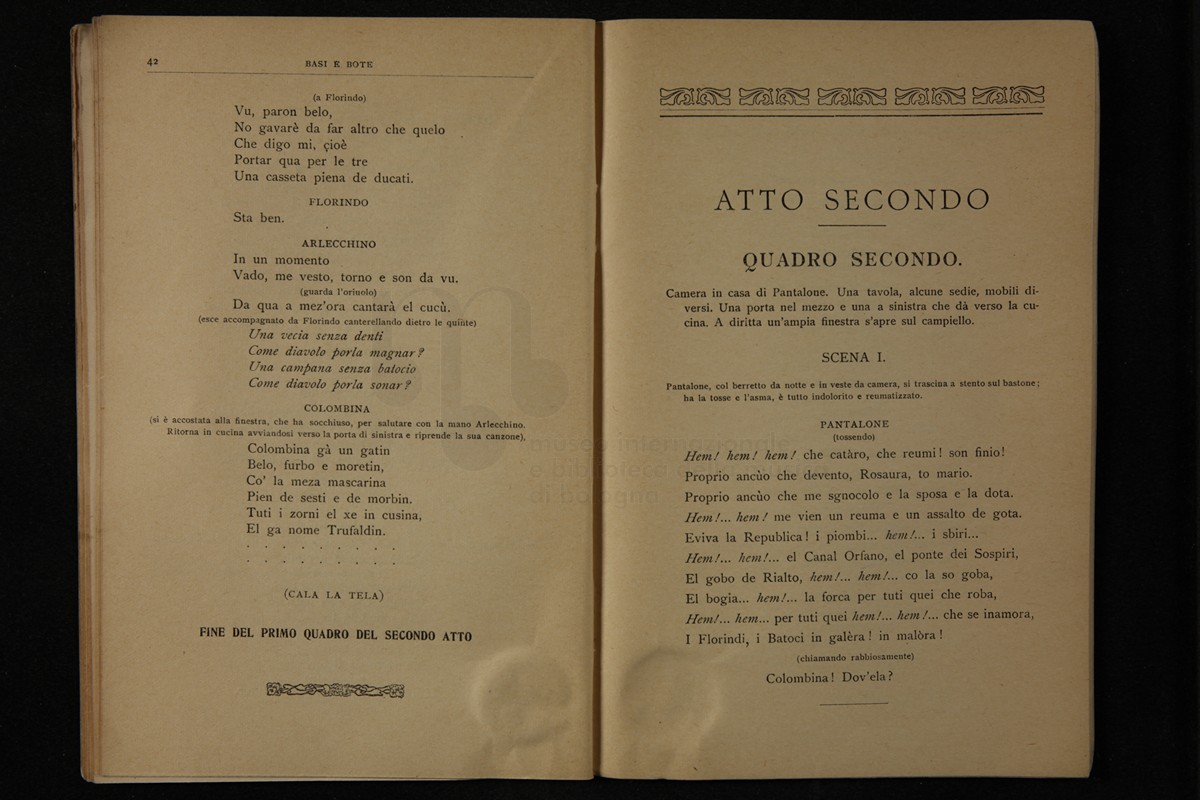 42
BASI E BOTE
(a Florindo)
Vu, paron belo,
No gavarè da far altro che quelo
Che digo mi, çioè
Portar qua per le tre
Una casseta piena de ducati.
FLORINDO
Sta ben.
ARLECCHINO
In un momento
Vado, me vesto, torno e son da vu.
(guarda l'oriuolo)
Da qua a mez'ora cantarà el cucù.
(esce accompagnato da Florindo canterellando dietro le quinte)
Una vecia senza denti
Come diavolo porla magnar?
Una campana senza batocio
Come diavolo porla sonar?
COLOMBINA
(si è accostata alla finestra, che ha socchiuso, per salutare con la mano Arlecchino.
Ritorna in cucina avviandosi verso la porta di sinistra e riprende la sua canzone),
Colombina gà un gatin
Belo, furbo e moretin,
Co' la meza mascarina
Pien de sesti e de morbin.
Tuti i zorni el xe in cusina,
El ga nome Trufaldin.
. . . . . . . . .
. . . . . . . . .
(CALA LA TELA)
FINE DEL PRIMO QUADRO DEL SECONDO ATTO
ATTO SECONDO
QUADRO SECONDO.
Camera in casa di Pantalone. Una tavola, alcune sedie, mobili di-
versi. Una porta nel mezzo e una a sinistra che dà verso la cu-
cina. A diritta un'ampia finestra s'apre sul campiello.
SCENA I.
Pantalone, col berretto da notte e in veste da camera, si trascina a stento sul bastone;
ha la tosse e l'asma, è tutto indolorito e reumatizzato.
PANTALONE
(tossendo)
Hem! hem! hem! che catàro, che reumi! son finio!
Proprio ancùo che devento, Rosaura, to mario.
Proprio ancùo che me sgnocolo e la sposa e la dota.
Hem!... hem! me vien un reuma e un assalto de gota.
Eviva la Republica! i piombi... hem!... i sbiri...
Hem!... hem!... el Canal Orfano, el ponte dei Sospiri,
El gobo de Rialto, hem!... hem!... co la so goba,
El bogia... hem!... la forca per tuti quei che roba,
Hem!... hem... per tuti quei hem!... hem!... che se inamora,
I Florindi, i Batoci in galèra! in malòra!
(chiamando rabbiosamente)
Colombina! Dov'ela?
museo internazionale
e biblioteca della musica
di bologna